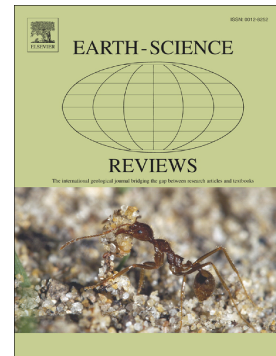 ISSN: 0012-8252
ELSEVIER
EARTH-SCIENCE
REVIEWS
The international geological journal bridging the gap between research articles and textbooks